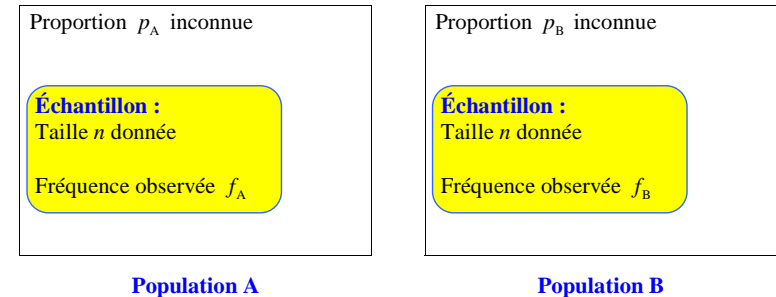 Proportion p_A inconnue
Échantillon :
Taille n donnée
Fréquence observée f_A
Population A
Proportion p_B inconnue
Échantillon :
Taille n donnée
Fréquence observée f_B
Population B